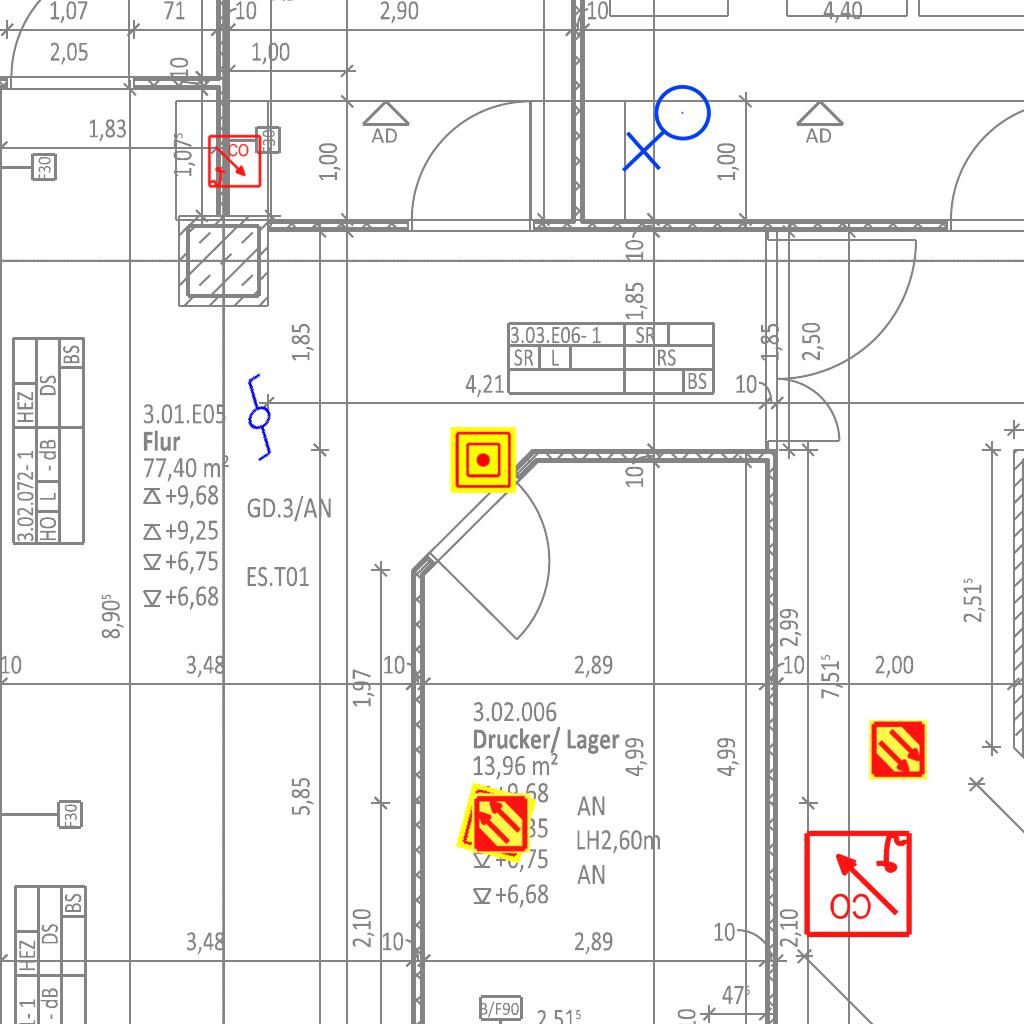 1,07
71
10
2,90
10
4,40
2,05
10
1,00
1,83
AD
AD
F30
F30
1,07⁵
CO
1,00
1,00
10
1,85
1,85
1,85
2,50
3.03.E06- 1
SR
SR
L
RS
BS
4,21
10
BS
DS
HEZ
3.02.072- 1
L
- dB
HO
3.01.E05
Flur
77,40 m²
+9,68
+9,25
+6,75
+6,68
GD.3/AN
ES.T01
10
8,90⁵
2,51⁵
2,99
10
3,48
10
2,89
10
2,00
1,97
7,51⁵
3.02.006
Drucker/ Lager
13,96 m²
4,99
4,99
AN
LH2,60m
AN
+6,75
+6,68
5,85
F30
CO
BS
DS
HEZ
- dB
3,48
2,10
10
2,89
10
2,10
B/F90
47⁵
2,51⁵
10